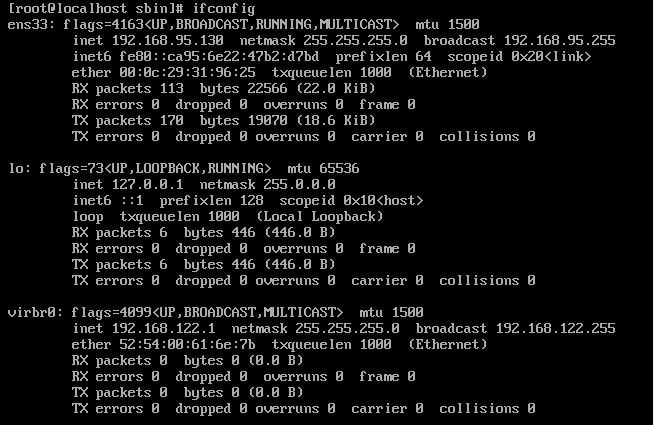 [root@localhost sbin]# ifconfig
ens33: flags=4163<UP,BROADCAST,RUNNING,MULTICAST>  mtu 1500
        inet 192.168.95.130  netmask 255.255.255.0  broadcast 192.168.95.255
        inet6 fe80::ca95:6e22:47b2:d7bd  prefixlen 64  scopeid 0x20<link>
        ether 00:0c:29:31:96:25  txqueuelen 1000  (Ethernet)
        RX packets 113  bytes 22566 (22.0 KiB)
        RX errors 0  dropped 0  overruns 0  frame 0
        TX packets 170  bytes 19070 (18.6 KiB)
        TX errors 0  dropped 0 overruns 0  carrier 0  collisions 0

lo: flags=73<UP,LOOPBACK,RUNNING>  mtu 65536
        inet 127.0.0.1  netmask 255.0.0.0
        inet6 ::1  prefixlen 128  scopeid 0x10<host>
        loop  txqueuelen 1000  (Local Loopback)
        RX packets 6  bytes 446 (446.0 B)
        RX errors 0  dropped 0  overruns 0  frame 0
        TX packets 6  bytes 446 (446.0 B)
        TX errors 0  dropped 0 overruns 0  carrier 0  collisions 0

virbr0: flags=4099<UP,BROADCAST,MULTICAST>  mtu 1500
        inet 192.168.122.1  netmask 255.255.255.0  broadcast 192.168.122.255
        ether 52:54:00:61:6e:7b  txqueuelen 1000  (Ethernet)
        RX packets 0  bytes 0 (0.0 B)
        RX errors 0  dropped 0  overruns 0  frame 0
        TX packets 0  bytes 0 (0.0 B)
        TX errors 0  dropped 0 overruns 0  carrier 0  collisions 0